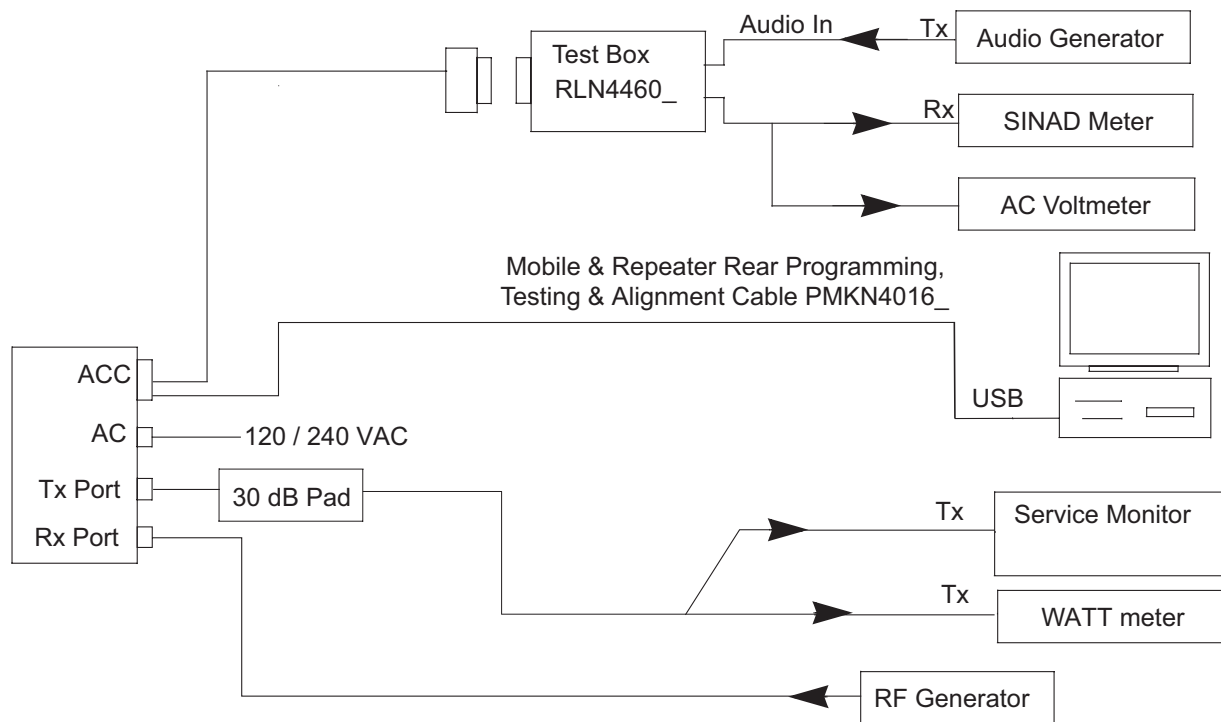 Audio In
Tx
Audio Generator
Test Box
RLN4460_
Rx
SINAD Meter
AC Voltmeter
Mobile & Repeater Rear Programming,
Testing & Alignment Cable PMKN4016_
ACC
USB
AC
120 / 240 VAC
Tx Port
30 dB Pad
Tx
Service Monitor
Rx Port
Tx
WATT meter
RF Generator